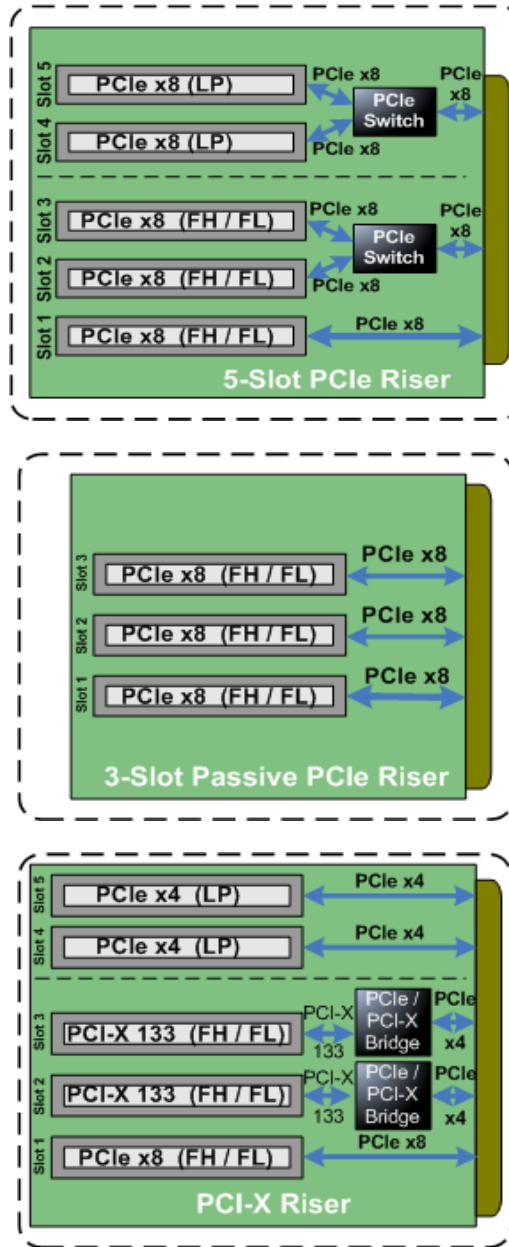 Slot 5
PCIe x8 (LP)
PCIe x8
PCIe Switch
PCIe x8
Slot 4
PCIe x8 (LP)
PCIe x8
Slot 3
PCIe x8 (FH / FL)
PCIe x8
PCIe Switch
PCIe x8
Slot 2
PCIe x8 (FH / FL)
PCIe x8
Slot 1
PCIe x8 (FH / FL)
PCIe x8
5-Slot PCIe Riser
Slot 3
PCIe x8 (FH / FL)
PCIe x8
Slot 2
PCIe x8 (FH / FL)
PCIe x8
Slot 1
PCIe x8 (FH / FL)
PCIe x8
3-Slot Passive PCIe Riser
Slot 5
PCIe x4 (LP)
PCIe x4
Slot 4
PCIe x4 (LP)
PCIe x4
Slot 3
PCI-X 133 (FH / FL)
PCI-X 133
PCIe / PCI-X Bridge
PCIe x4
Slot 2
PCI-X 133 (FH / FL)
PCI-X 133
PCIe / PCI-X Bridge
PCIe x4
Slot 1
PCIe x8 (FH / FL)
PCIe x8
PCI-X Riser